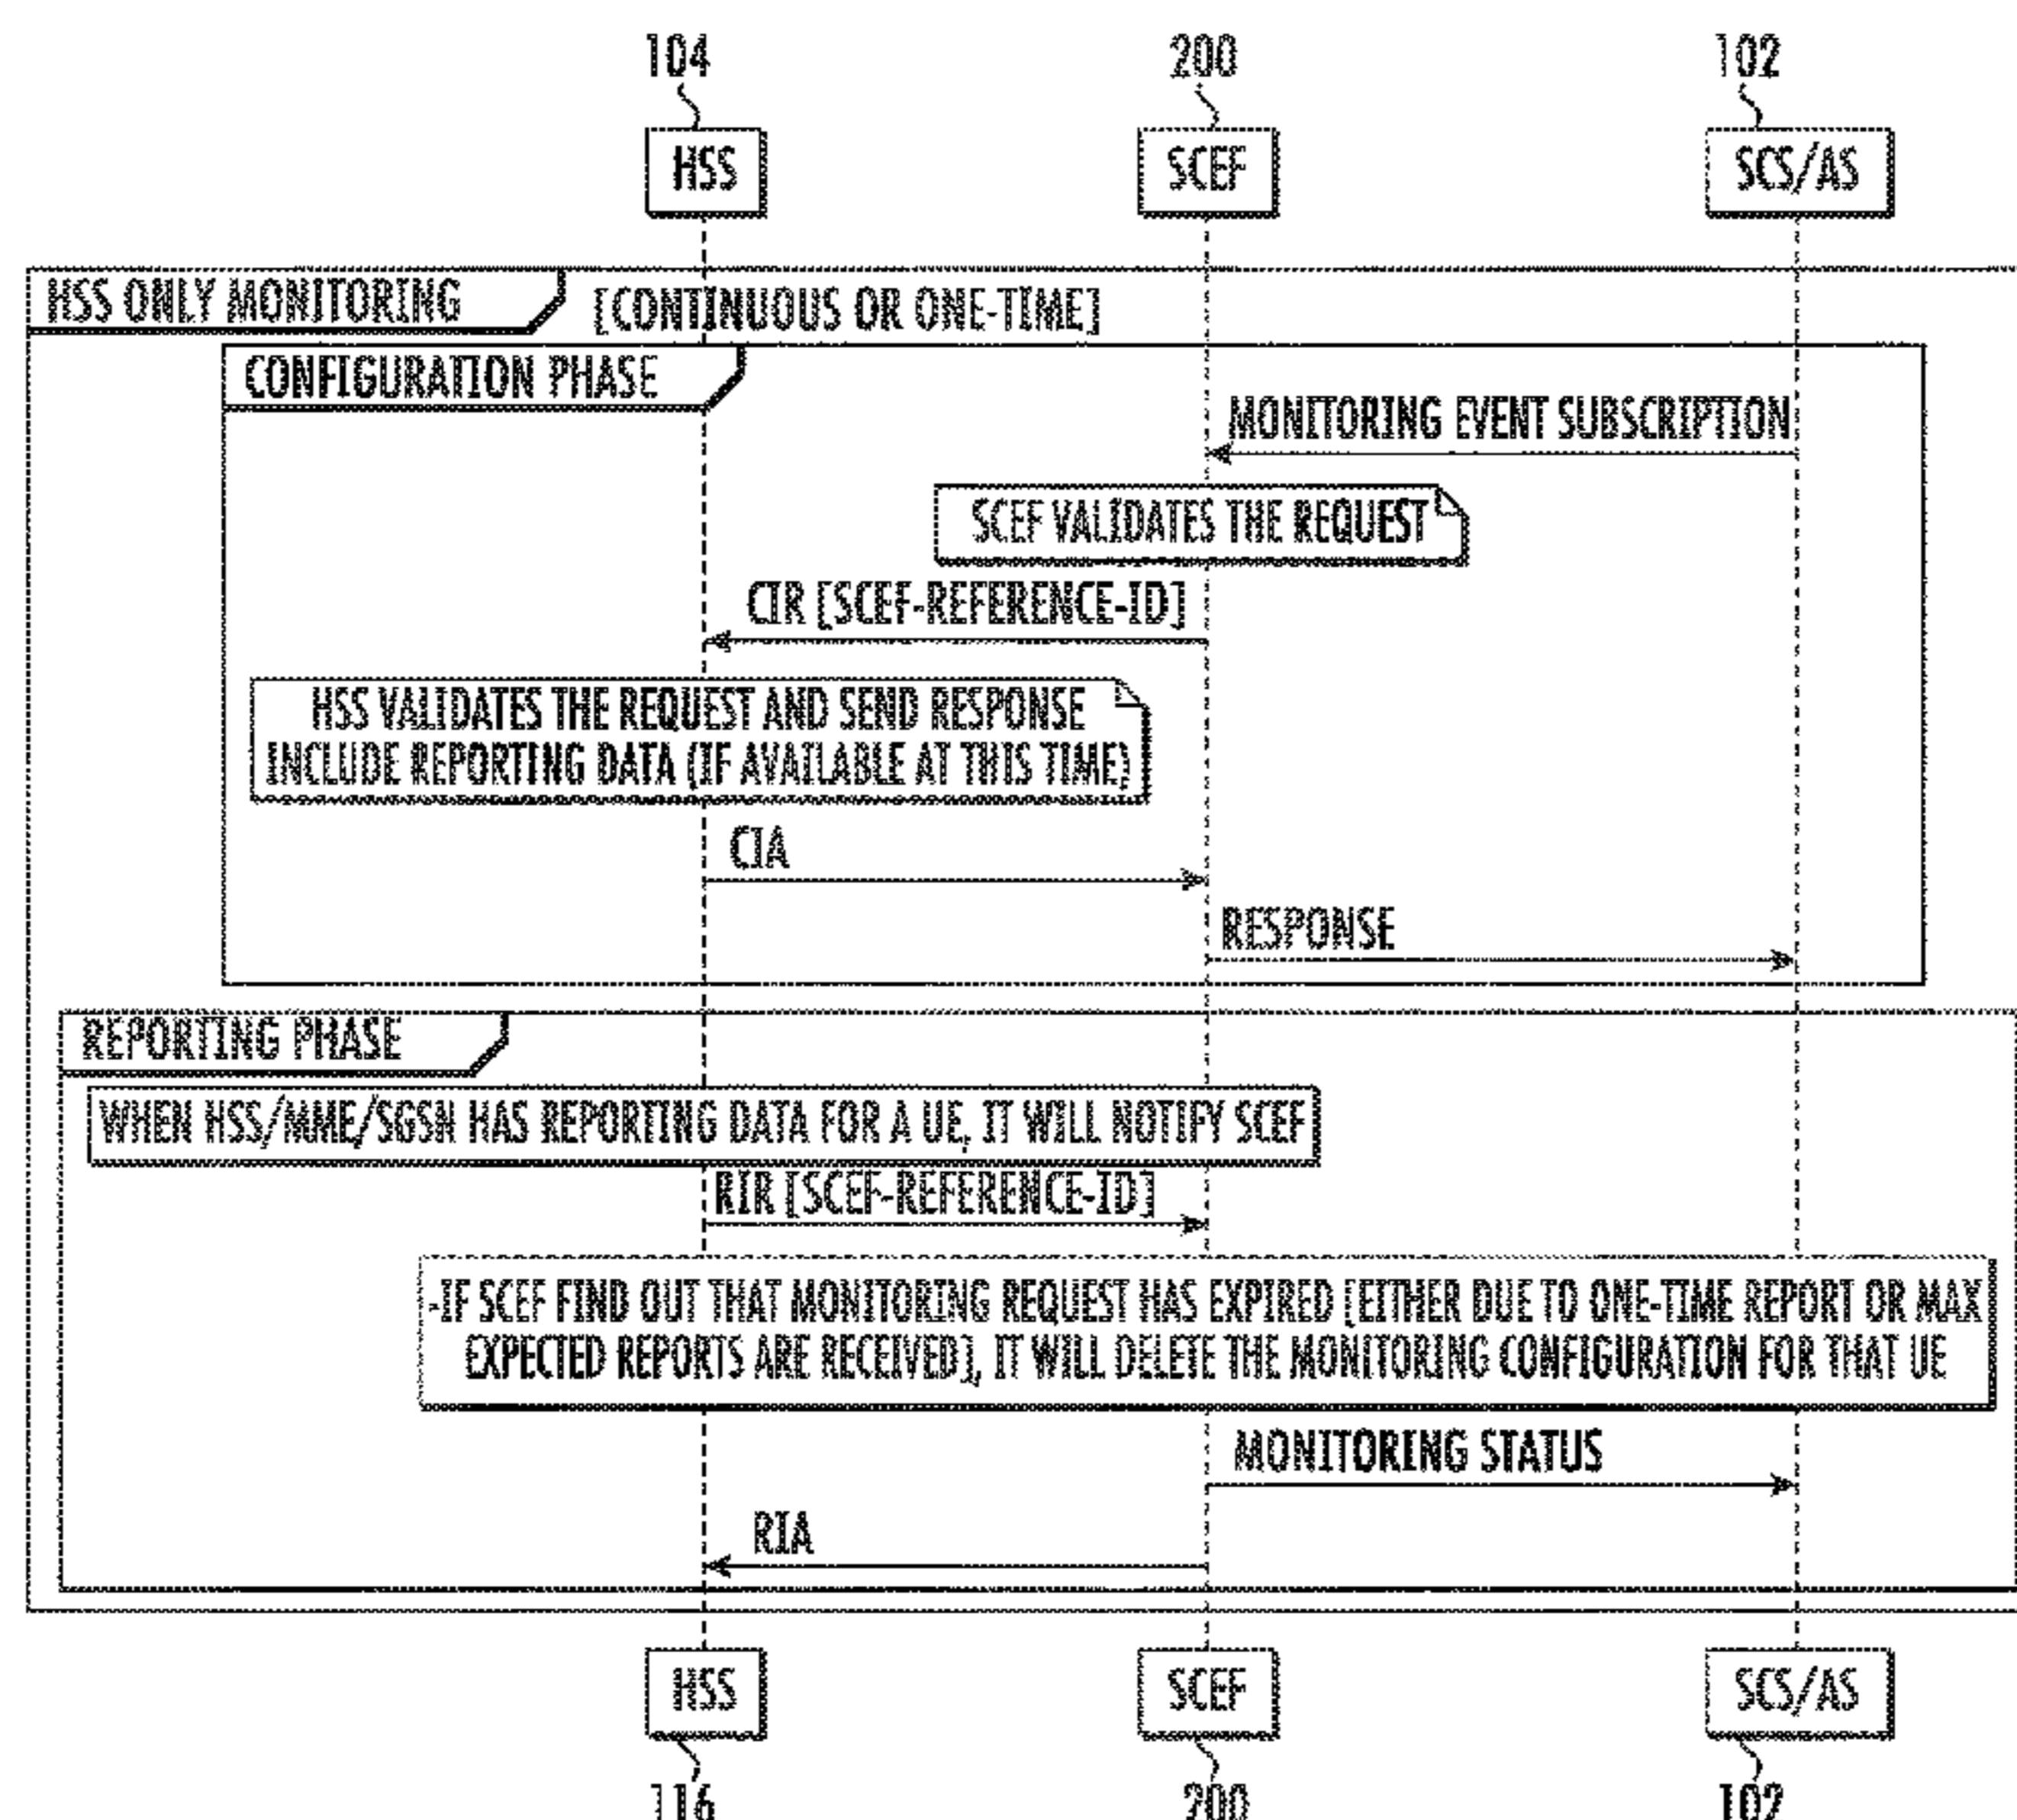 104 200 102
HSS SCEF SCS/AS
HSS ONLY MONITORING
[CONTINUOUS OR ONE-TIME]
CONFIGURATION PHASE
MONITORING EVENT SUBSCRIPTION
SCEF VALIDATES THE REQUEST
CIR [SCEF-REFERENCE-ID]
HSS VALIDATES THE REQUEST AND SEND RESPONSE
INCLUDE REPORTING DATA (IF AVAILABLE AT THIS TIME)
CIA
RESPONSE
REPORTING PHASE
WHEN HSS/MME/SGSN HAS REPORTING DATA FOR A UE, IT WILL NOTIFY SCEF
RIR [SCEF-REFERENCE-ID]
-IF SCEF FIND OUT THAT MONITORING REQUEST HAS EXPIRED [EITHER DUE TO ONE-TIME REPORT OR MAX
EXPECTED REPORTS ARE RECEIVED], IT WILL DELETE THE MONITORING CONFIGURATION FOR THAT UE
MONITORING STATUS
RIA
HSS SCEF SCS/AS
116 200 102